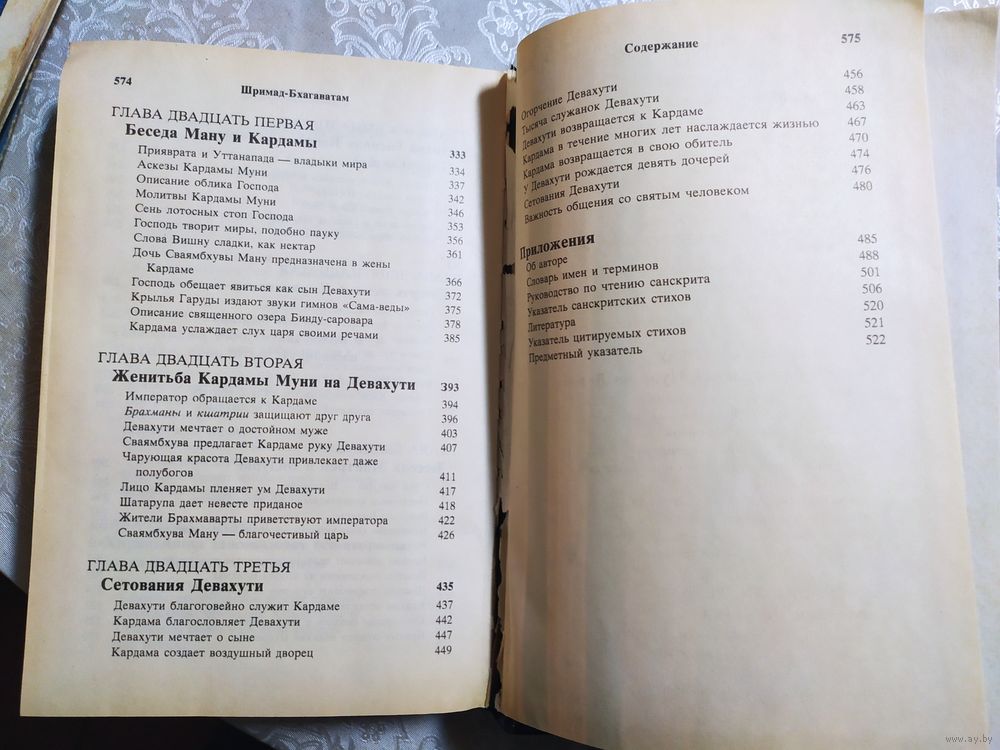 574
Шримад-Бхагаватам
ГЛАВА ДВАДЦАТЬ ПЕРВАЯ
Беседа Ману и Кардамы 333
Прияврата и Уттанапада — владыки мира 334
Аскезы Кардамы Муни 337
Описание облика Господа 342
Молитвы Кардамы Муни 346
Сень лотосных стоп Господа 353
Господь творит миры, подобно пауку 356
Слова Вишну сладки, как нектар 361
Дочь Сваямбхувы Ману предназначена в жены
Кардаме 366
Господь обещает явиться как сын Девахути 372
Крылья Гаруды издают звуки гимнов «Сама-веды» 375
Описание священного озера Бинду-саровара 378
Кардама услаждает слух царя своими речами 385
ГЛАВА ДВАДЦАТЬ ВТОРАЯ
Женитьба Кардамы Муни на Девахути 393
Император обращается к Кардаме 394
Брахманы и кшатрии защищают друг друга 396
Девахути мечтает о достойном муже 403
Сваямбхува предлагает Кардаме руку Девахути 407
Чарующая красота Девахути привлекает даже
полубогов 411
Лицо Кардамы пленяет ум Девахути 417
Шатарупа дает невесте приданое 418
Жители Брахмаварты приветствуют императора 422
Сваямбхува Ману — благочестивый царь 426
ГЛАВА ДВАДЦАТЬ ТРЕТЬЯ
Сетования Девахути 435
Девахути благоговейно служит Кардаме 437
Кардама благословляет Девахути 442
Девахути мечтает о сыне 447
Кардама создает воздушный дворец 449
Содержание 575
Огорчение Девахути 456
Тысяча служанок Девахути 458
Девахути возвращается к Кардаме 463
Кардама в течение многих лет наслаждается жизнью 467
Кардама возвращается в свою обитель 470
У Девахути рождается девять дочерей 474
Сетования Девахути 476
Важность общения со святым человеком 480
Приложения
Об авторе 485
Словарь имен и терминов 488
Руководство по чтению санскрита 501
Указатель санскритских стихов 506
Литература 520
Указатель цитируемых стихов 521
Предметный указатель 522
www.ay.by